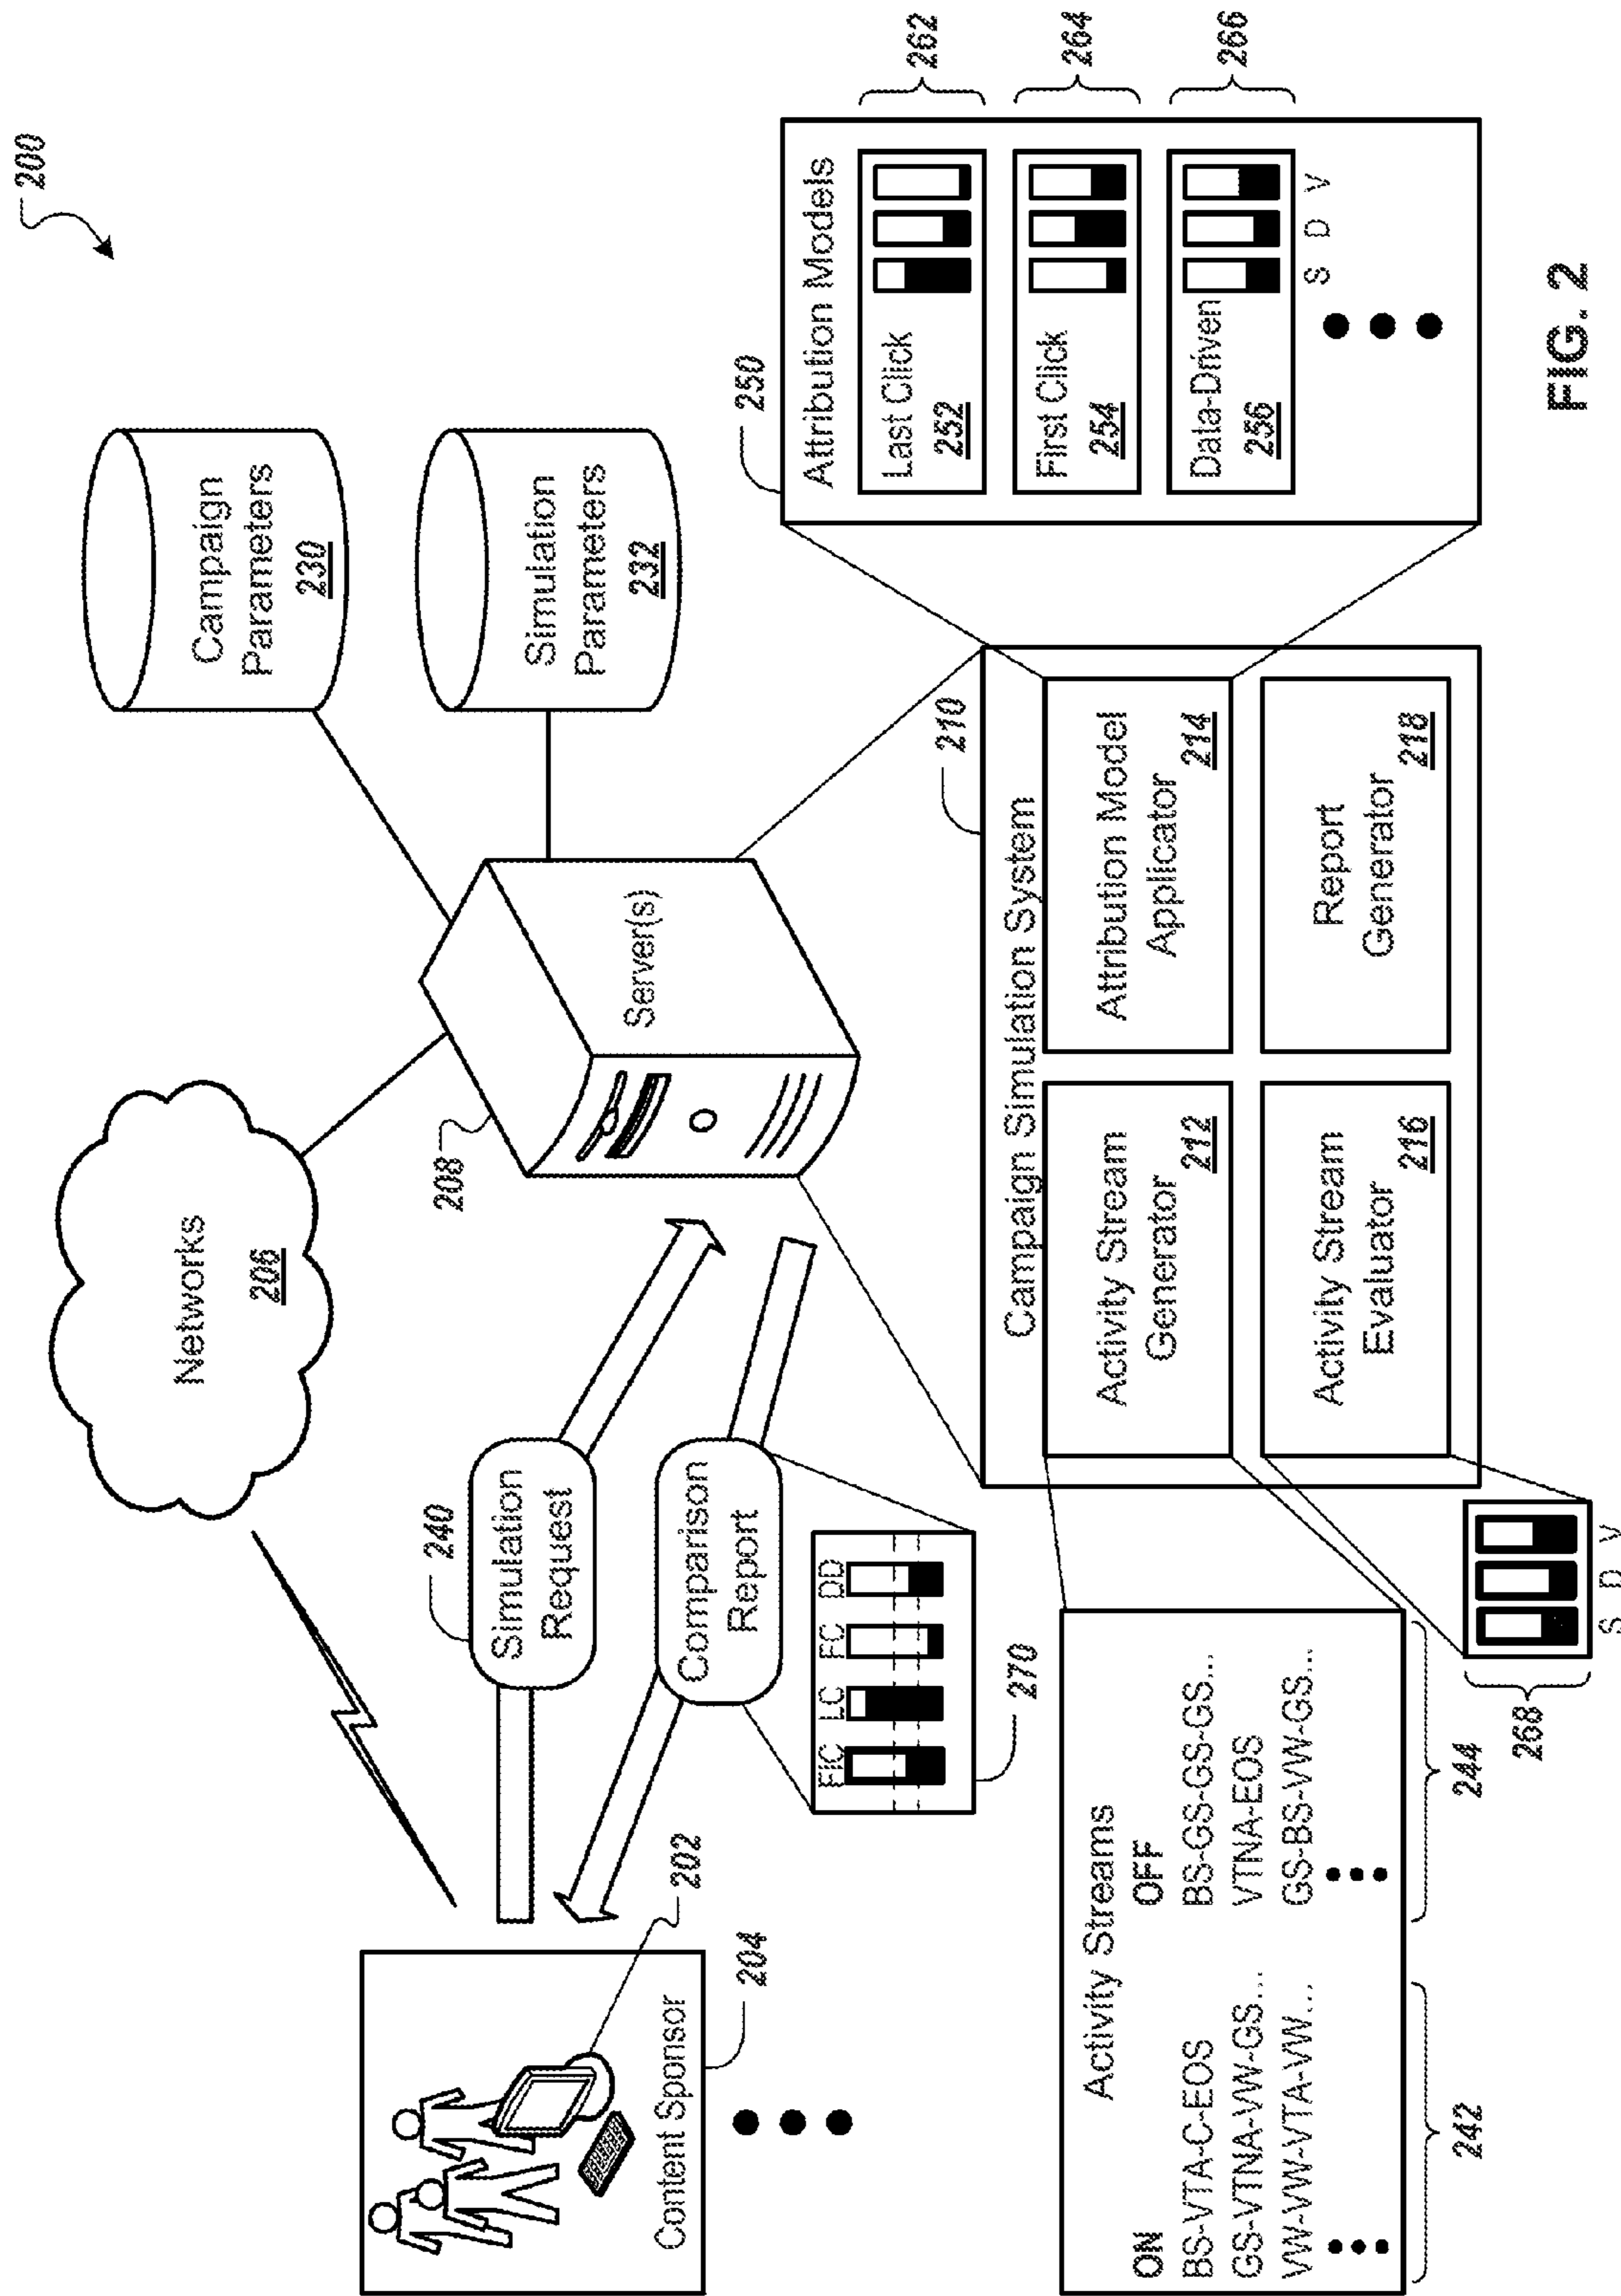 200
Networks
206
Campaign
Parameters
230
Simulation
Parameters
232
208
Server(s)
240
Simulation
Request
Comparison
Report
EIC LC FC DD
270
202
Content Sponsor
204
210
Campaign Simulation System
Activity Stream
Generator
212
Attribution Model
Applicator
214
Activity Stream
Evaluator
216
Report
Generator
218
250
Attribution Models
Last Click
252
262
First Click
254
264
Data-Driven
256
266
S D V
Activity Streams
ON
BS-VTA-C-EOS
GS-VTNA-VW-GS...
VW-VW-VTA-VW...
242
OFF
BS-GS-GS-GS...
VTNA-EOS
GS-BS-VW-GS...
244
268
S D V
FIG. 2